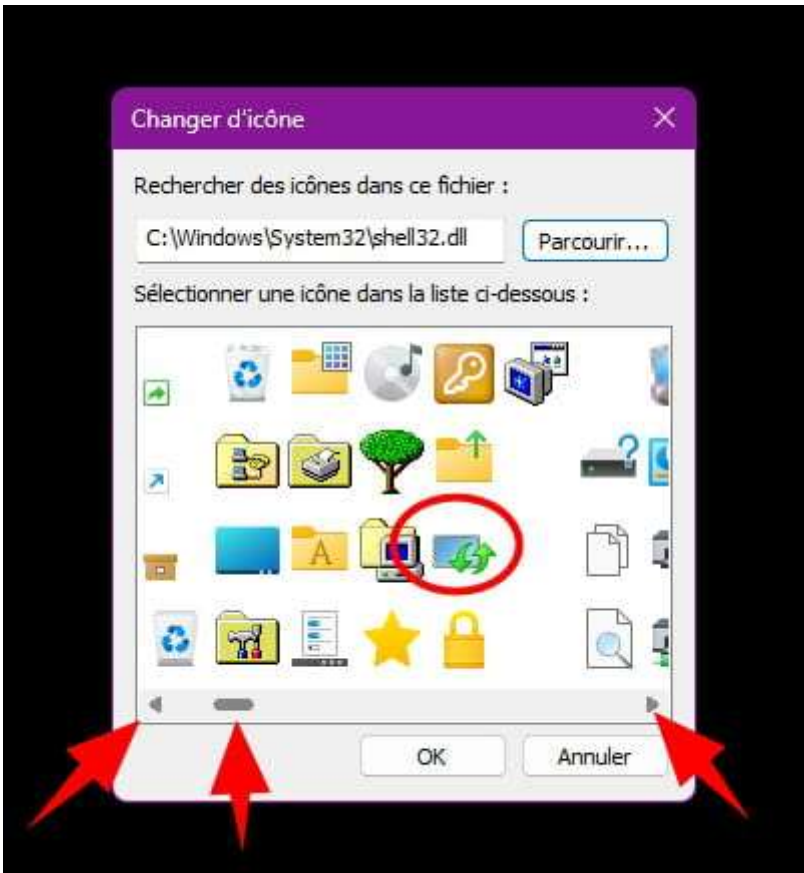 Changer d'icône
Rechercher des icônes dans ce fichier :
C:\Windows\System32\shell32.dll
Parcourir...
Sélectionner une icône dans la liste ci-dessous :
A
OK
Annuler